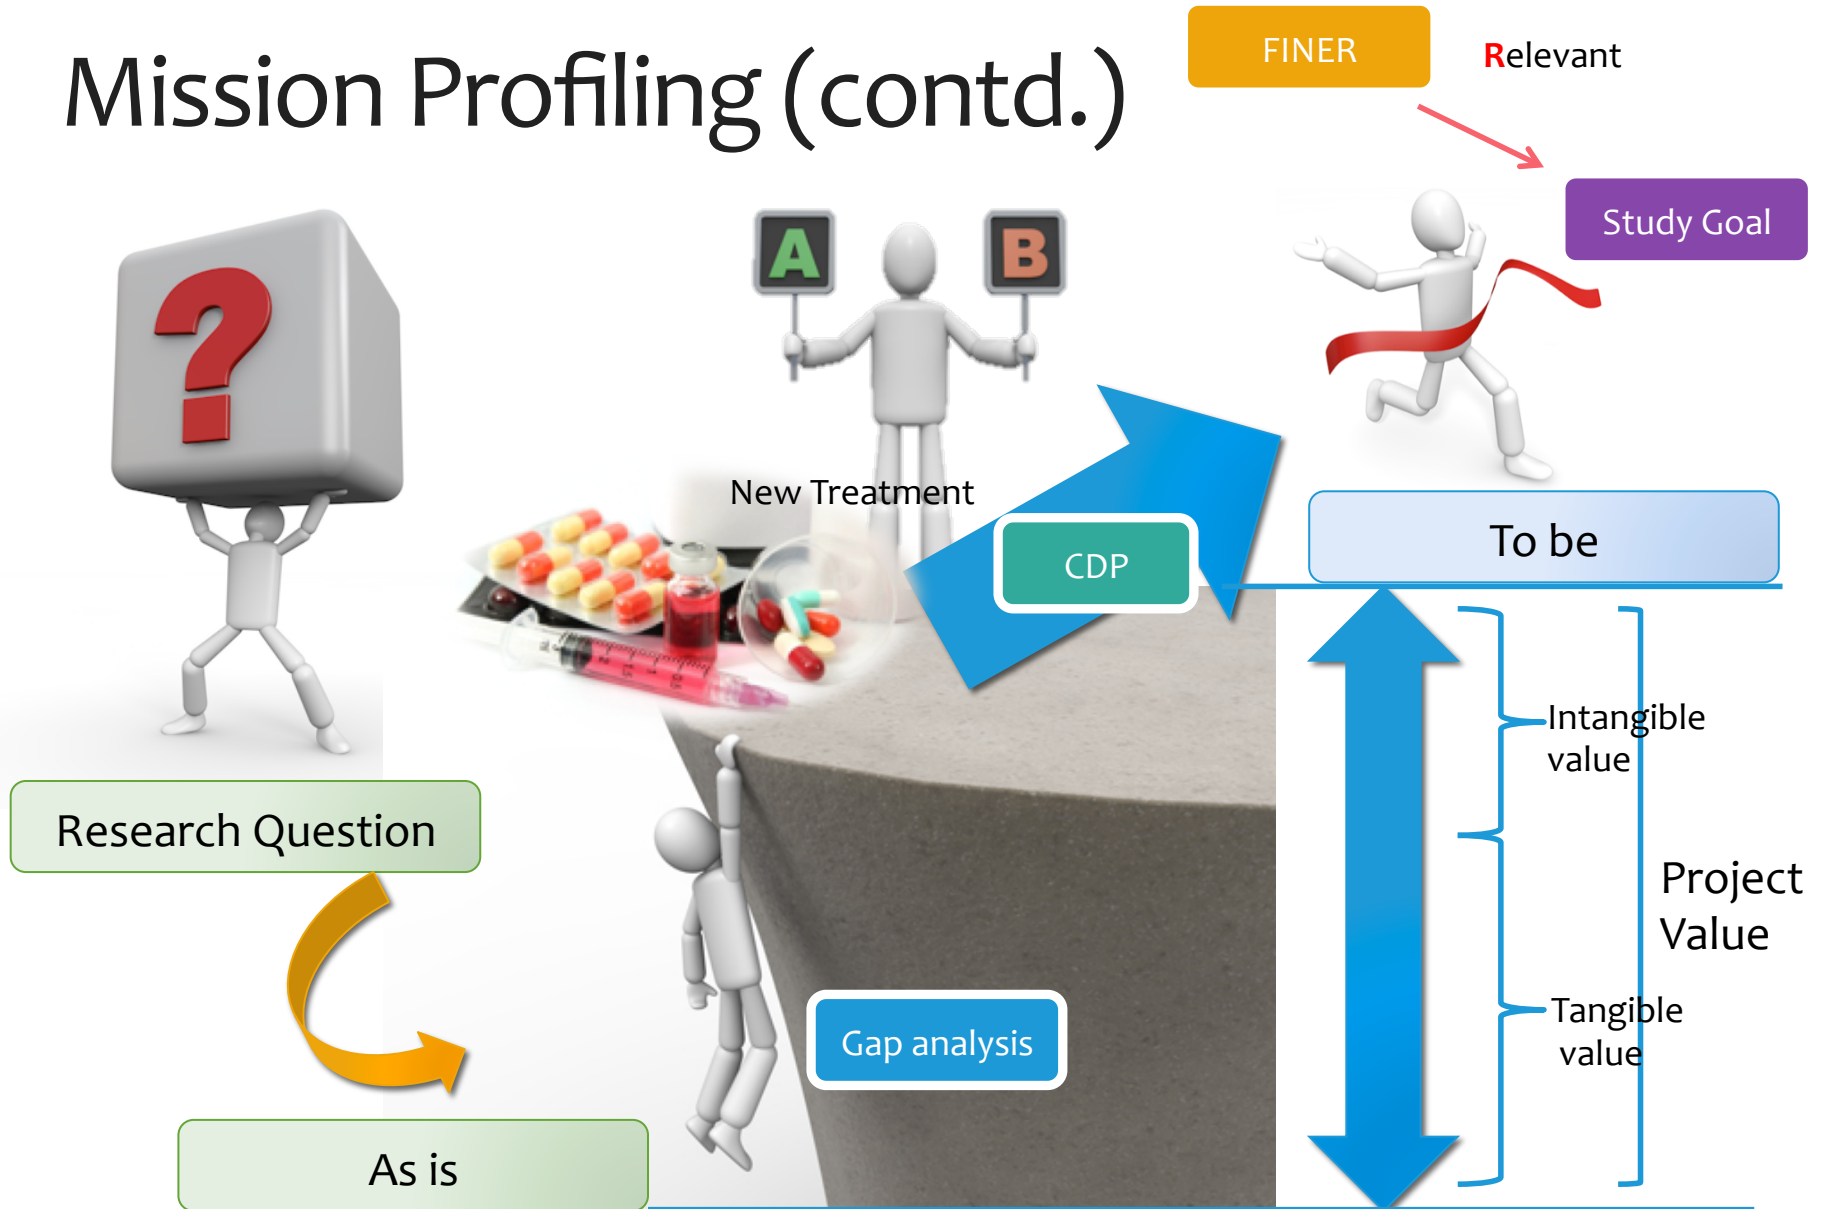 Mission Profiling (contd.)
FINER
Relevant
Study Goal
?
A
B
New Treatment
CDP
To be
Intangible
value
Research Question
Project
Value
Gap analysis
Tangible
value
As is